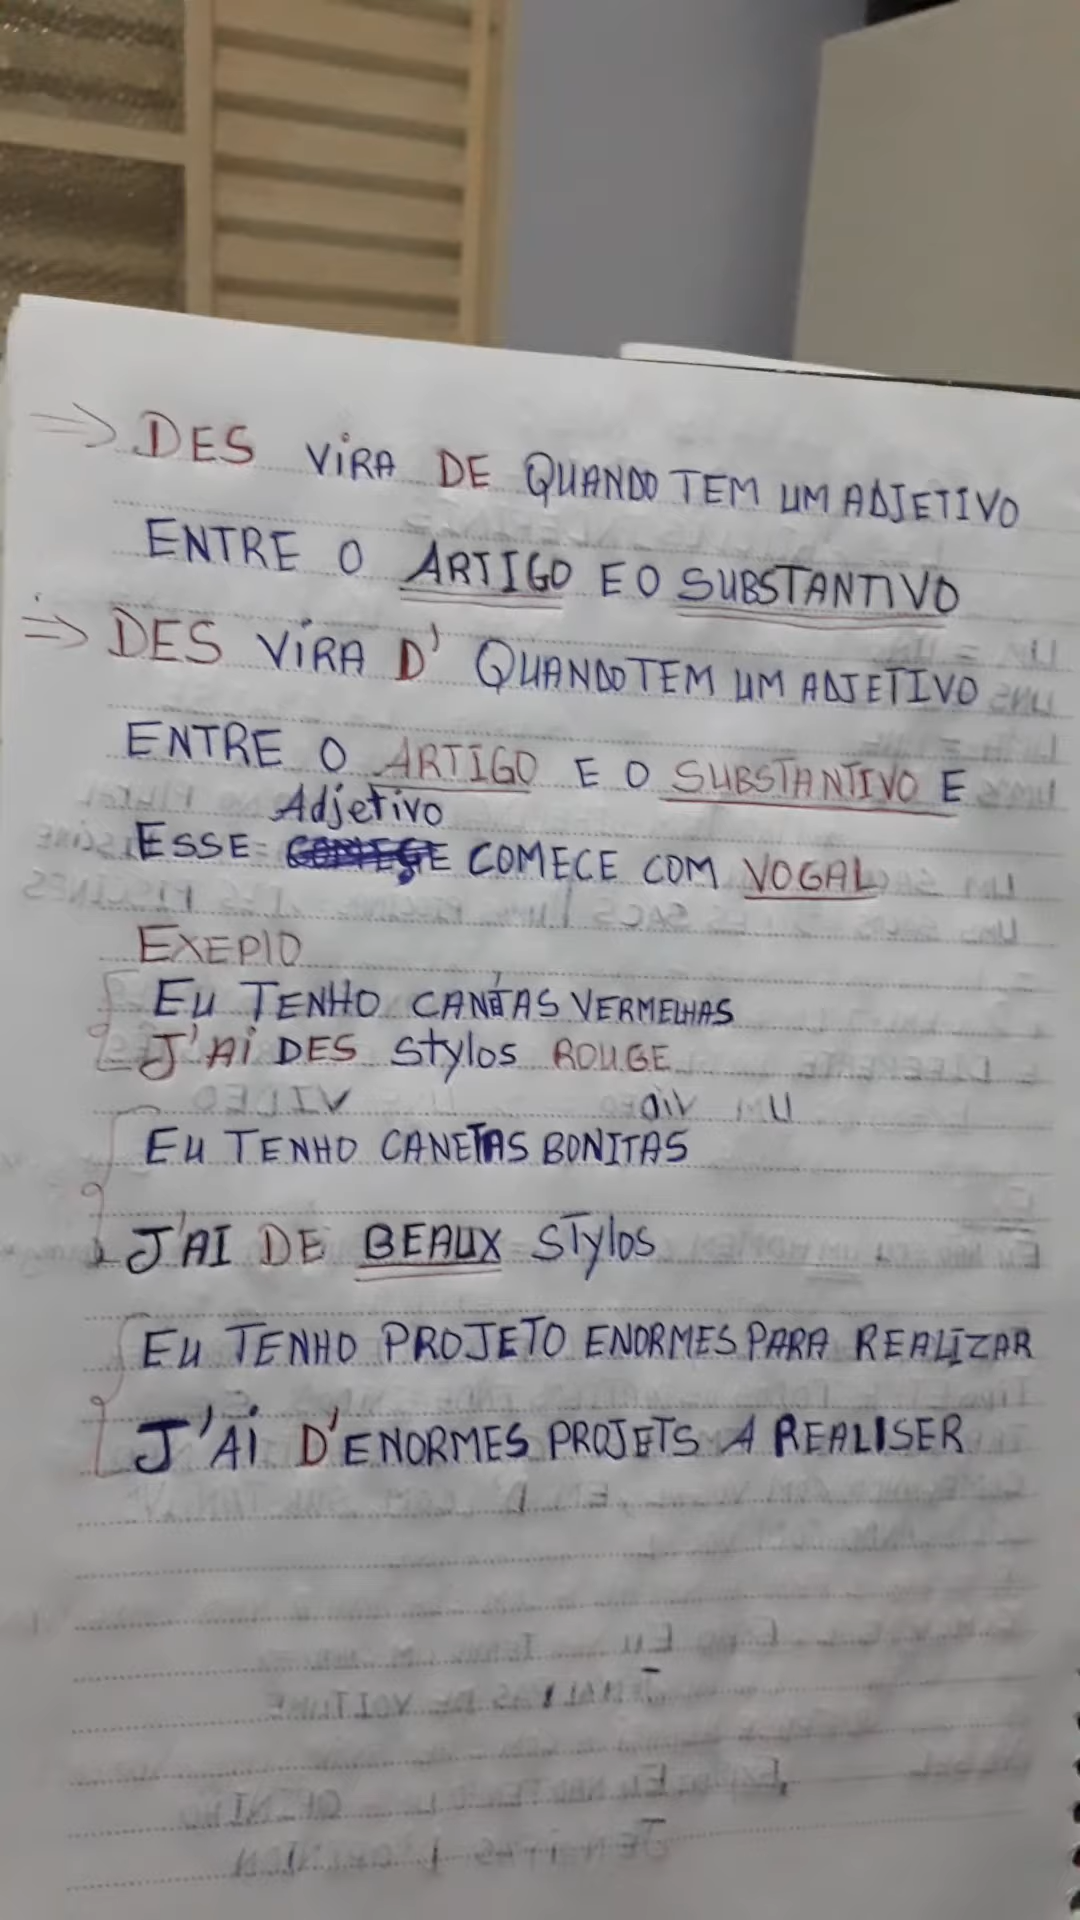 ⇒ DES VIRA DE QUANDO TEM UM ADJETIVO
ENTRE O ARTIGO E O SUBSTANTIVO
⇒ DES VIRA D' QUANDO TEM UM ADJETIVO
ENTRE O ARTIGO E O SUBSTANTIVO E
Adjetivo
ESSE COMECE COM VOGAL
EXEPIO
EU TENHO CANÉTAS VERMELHAS
J'AI DES stylos ROUGE
EU TENHO CANETAS BONITAS
J'AI DE BEAUX STylos
EU TENHO PROJETO ENORMES PARA REALIZAR
J'AI D'ENORMES PROJETS A REALISER